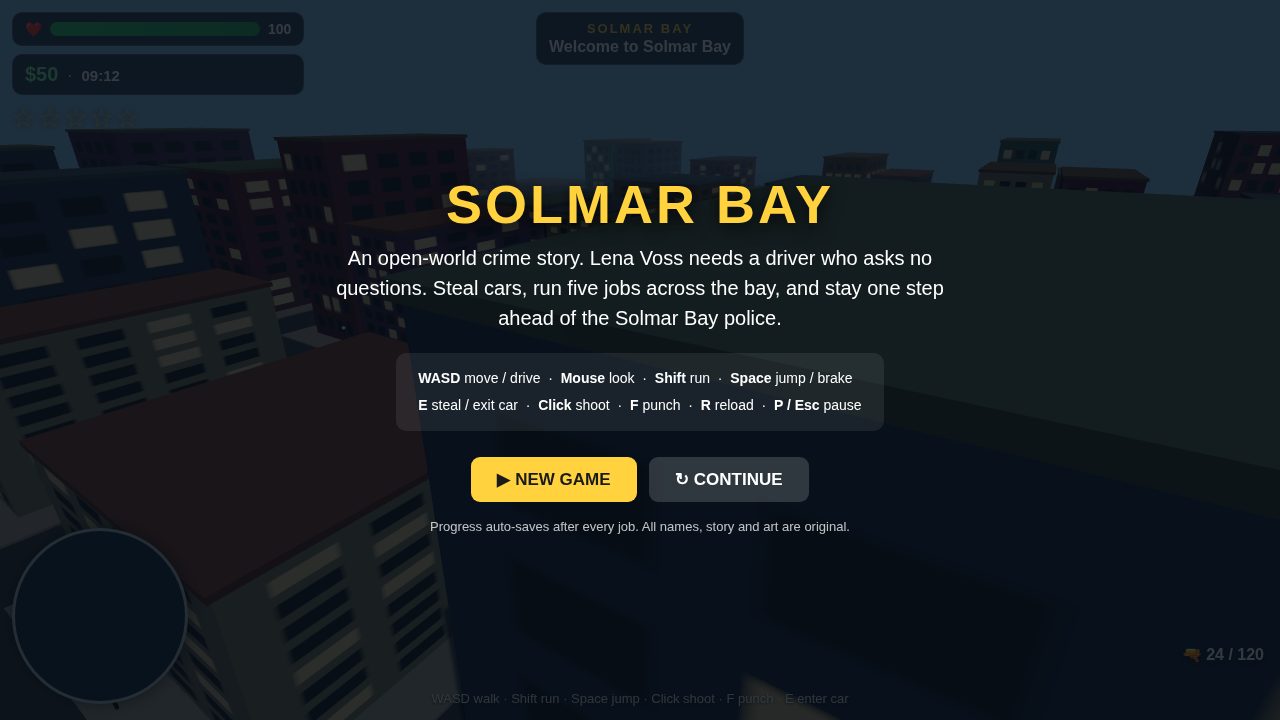 100
$50 · 09:12
SOLMAR BAY
Welcome to Solmar Bay
SOLMAR BAY
An open-world crime story. Lena Voss needs a driver who asks no
questions. Steal cars, run five jobs across the bay, and stay one step
ahead of the Solmar Bay police.
WASD move / drive · Mouse look · Shift run · Space jump / brake
E steal / exit car · Click shoot · F punch · R reload · P / Esc pause
▶ NEW GAME
↻ CONTINUE
Progress auto-saves after every job. All names, story and art are original.
24 / 120
WASD walk · Shift run · Space jump · Click shoot · F punch · E enter car